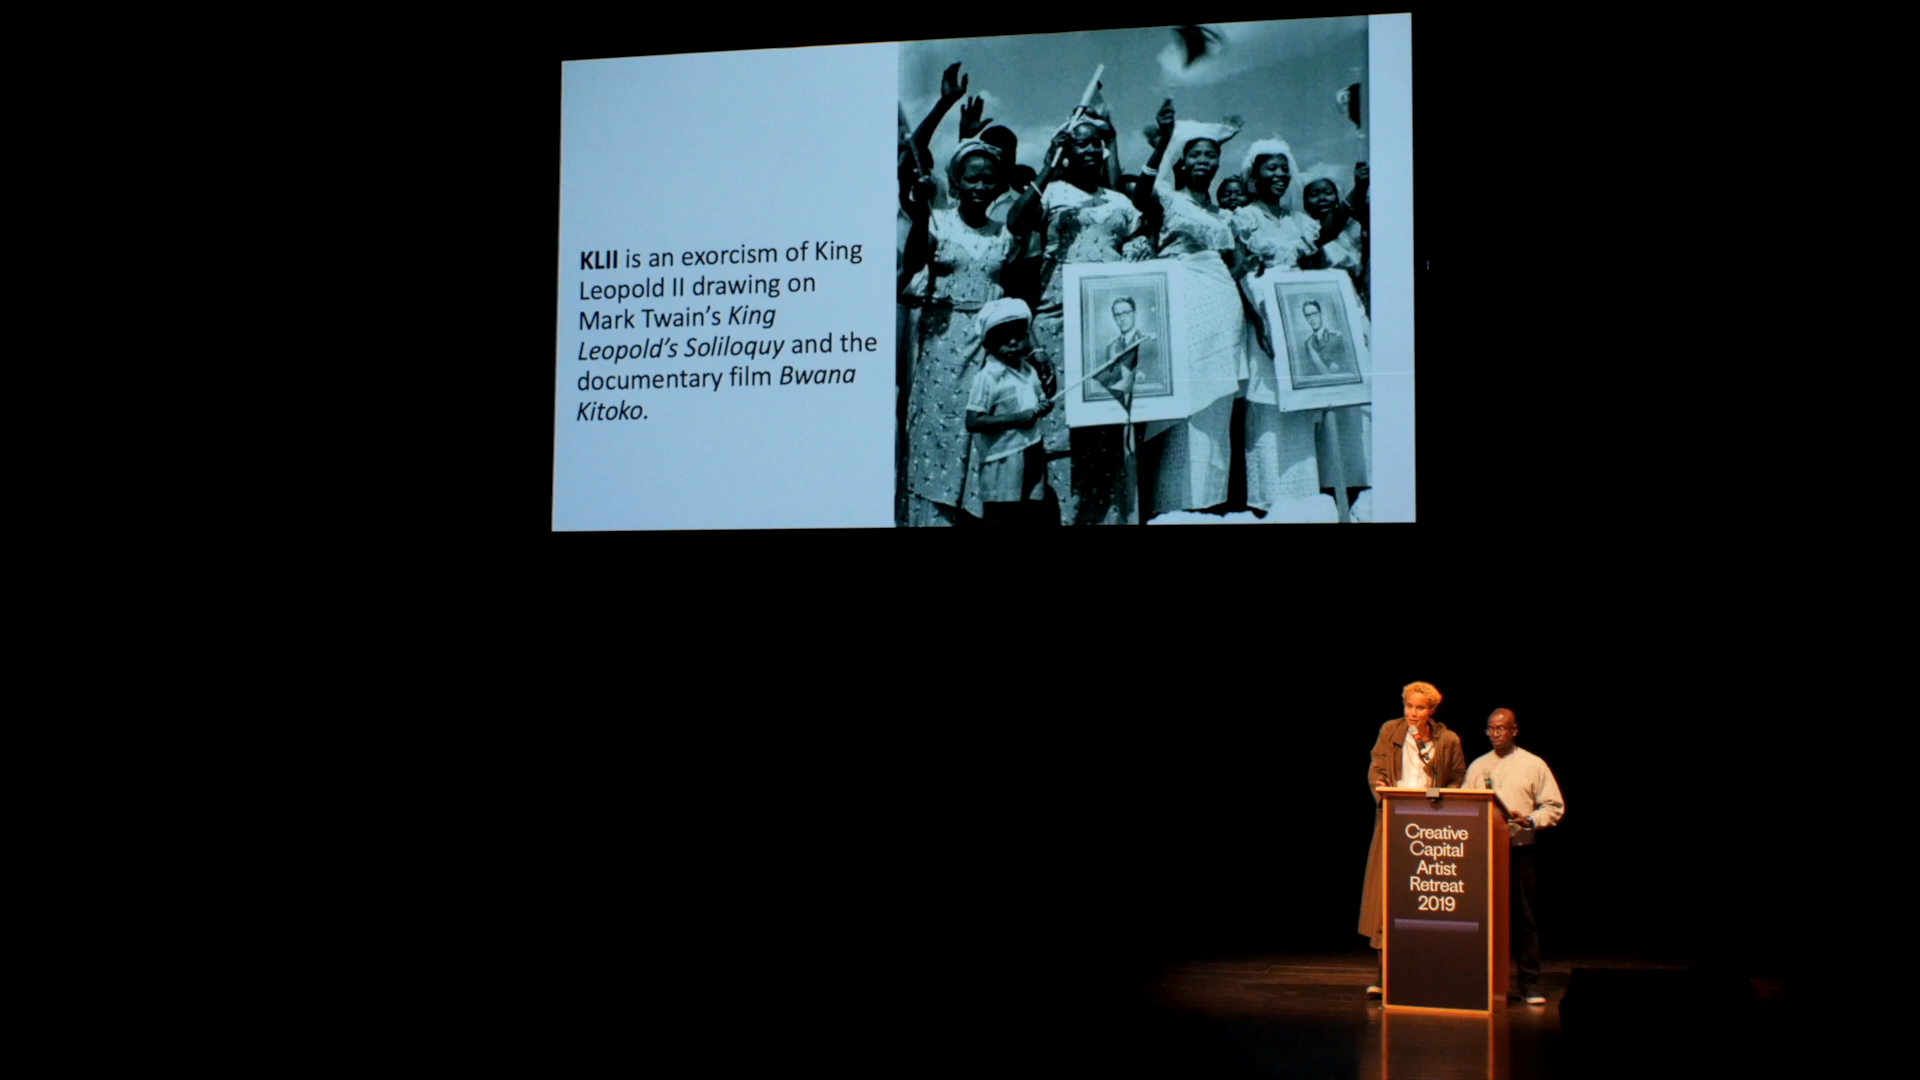 KLII is an exorcism of King
Leopold II drawing on
Mark Twain's King
Leopold's Soliloquy and the
documentary film Bwana
Kitoko.
Creative
Capital
Artist
Retreat
2019